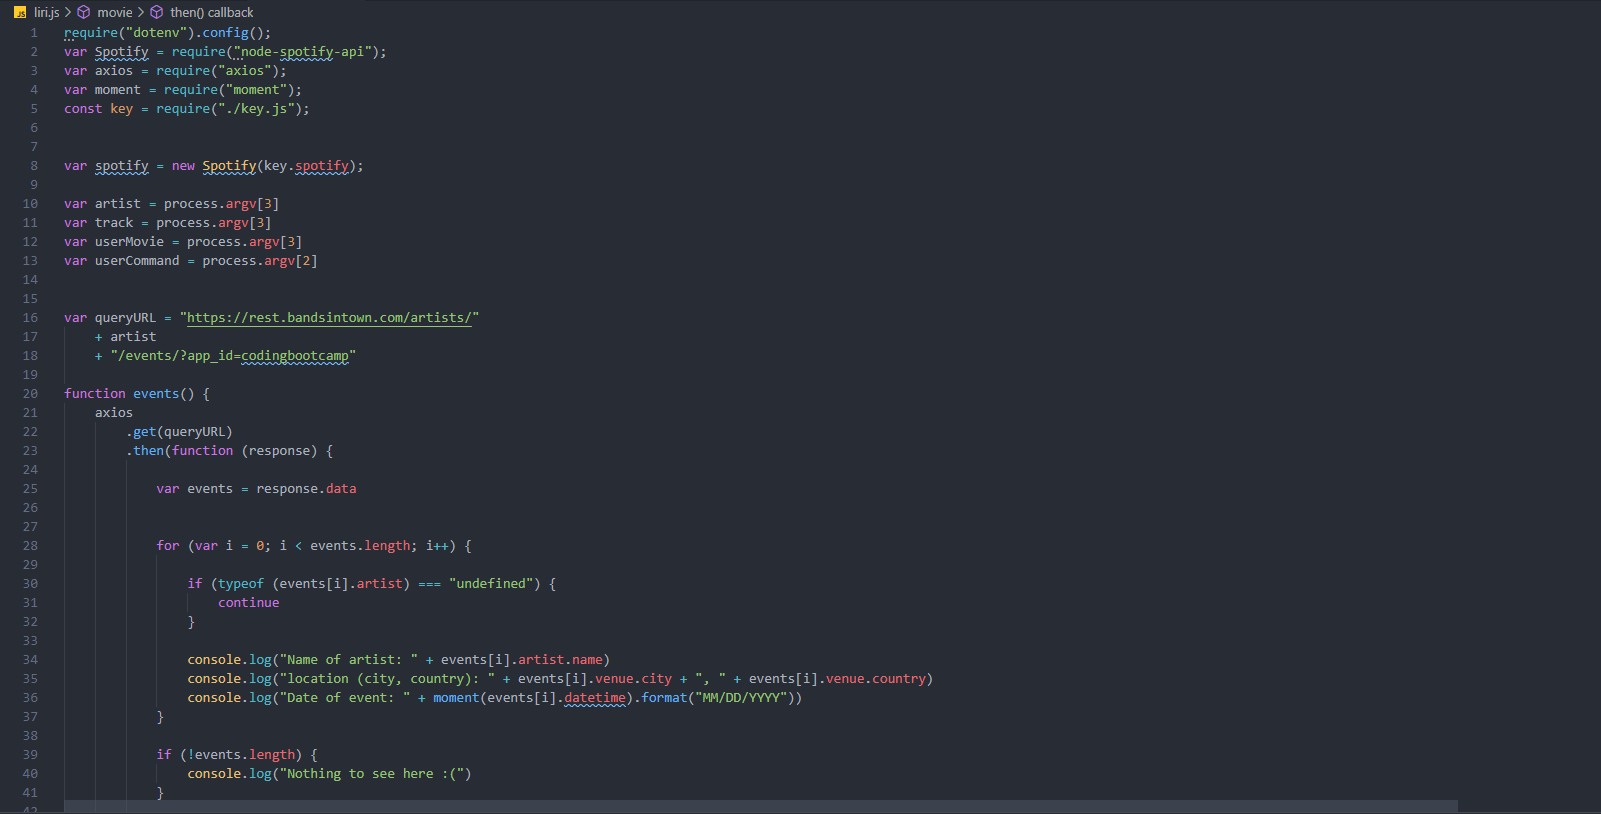 JS liri.js > movie > then() callback
1 require("dotenv").config();
2 var Spotify = require("node-spotify-api");
3 var axios = require("axios");
4 var moment = require("moment");
5 const key = require("./key.js");
6
7
8 var spotify = new Spotify(key.spotify);
9
10 var artist = process.argv[3]
11 var track = process.argv[3]
12 var userMovie = process.argv[3]
13 var userCommand = process.argv[2]
14
15
16 var queryURL = "https://rest.bandsintown.com/artists/"
17 + artist
18 + "/events/?app_id=codingbootcamp"
19
20 function events() {
21 axios
22 .get(queryURL)
23 .then(function (response) {
24
25 var events = response.data
26
27
28 for (var i = 0; i < events.length; i++) {
29
30 if (typeof (events[i].artist) === "undefined") {
31 continue
32 }
33
34 console.log("Name of artist: " + events[i].artist.name)
35 console.log("location (city, country): " + events[i].venue.city + ", " + events[i].venue.country)
36 console.log("Date of event: " + moment(events[i].datetime).format("MM/DD/YYYY"))
37 }
38
39 if (!events.length) {
40 console.log("Nothing to see here :(")
41 }
42